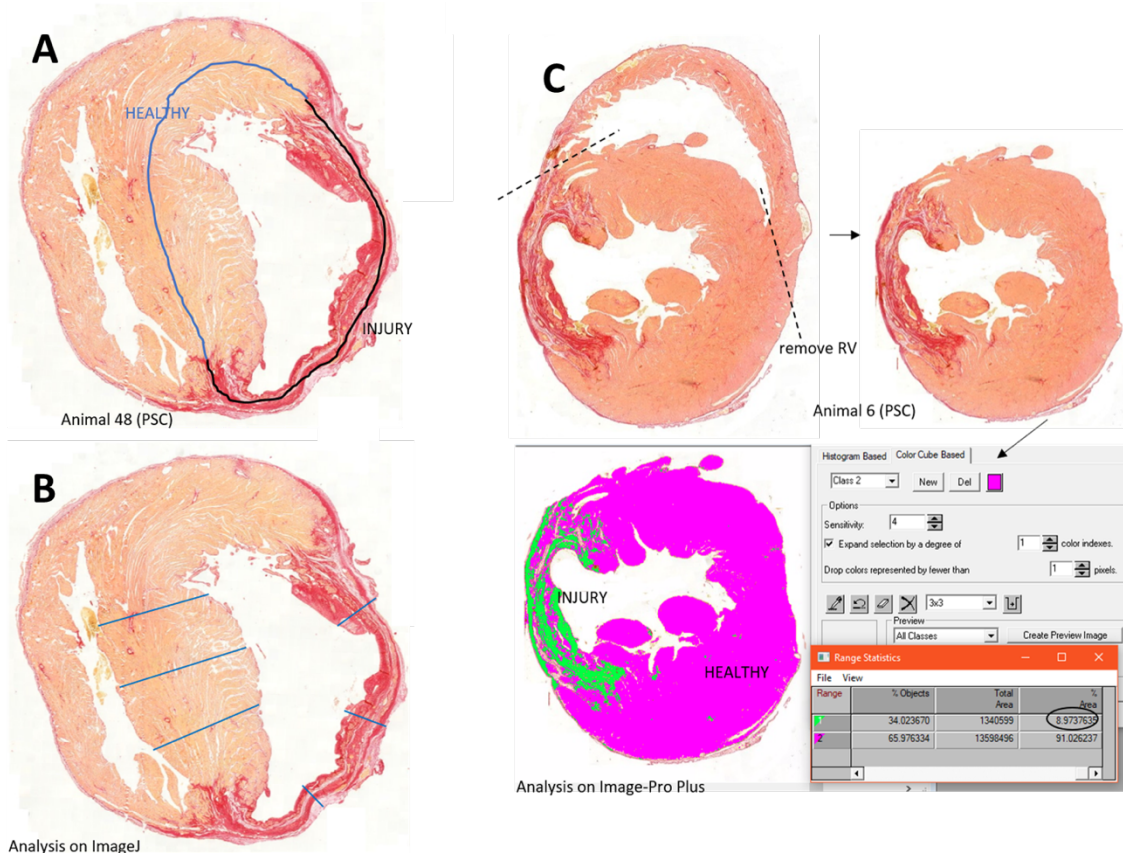 A
HEALTHY
INJURY
Animal 48 (PSC)
B
Analysis on ImageJ
C
remove RV
Animal 6 (PSC)
INJURY
HEALTHY
Analysis on Image-Pro Plus
Histogram Based Color Cube Based
Class 2 New Del
Options
Sensitivity: 4
Expand selection by a degree of 1 color indexes.
Drop colors represented by fewer than 1 pixels.
3x3
Preview
All Classes Create Preview Image
Range Statistics
File View
Range % Objects Total Area % Area
1 34.023670 1340599 8.9737635
2 65.976334 13598496 91.026237